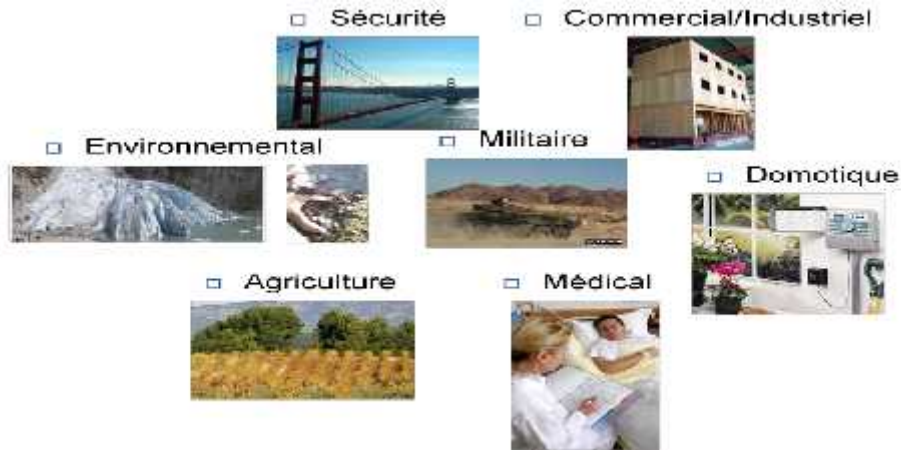 Sécurité
Commercial/Industriel
Environnemental
Militaire
Domotique
Agriculture
Médical